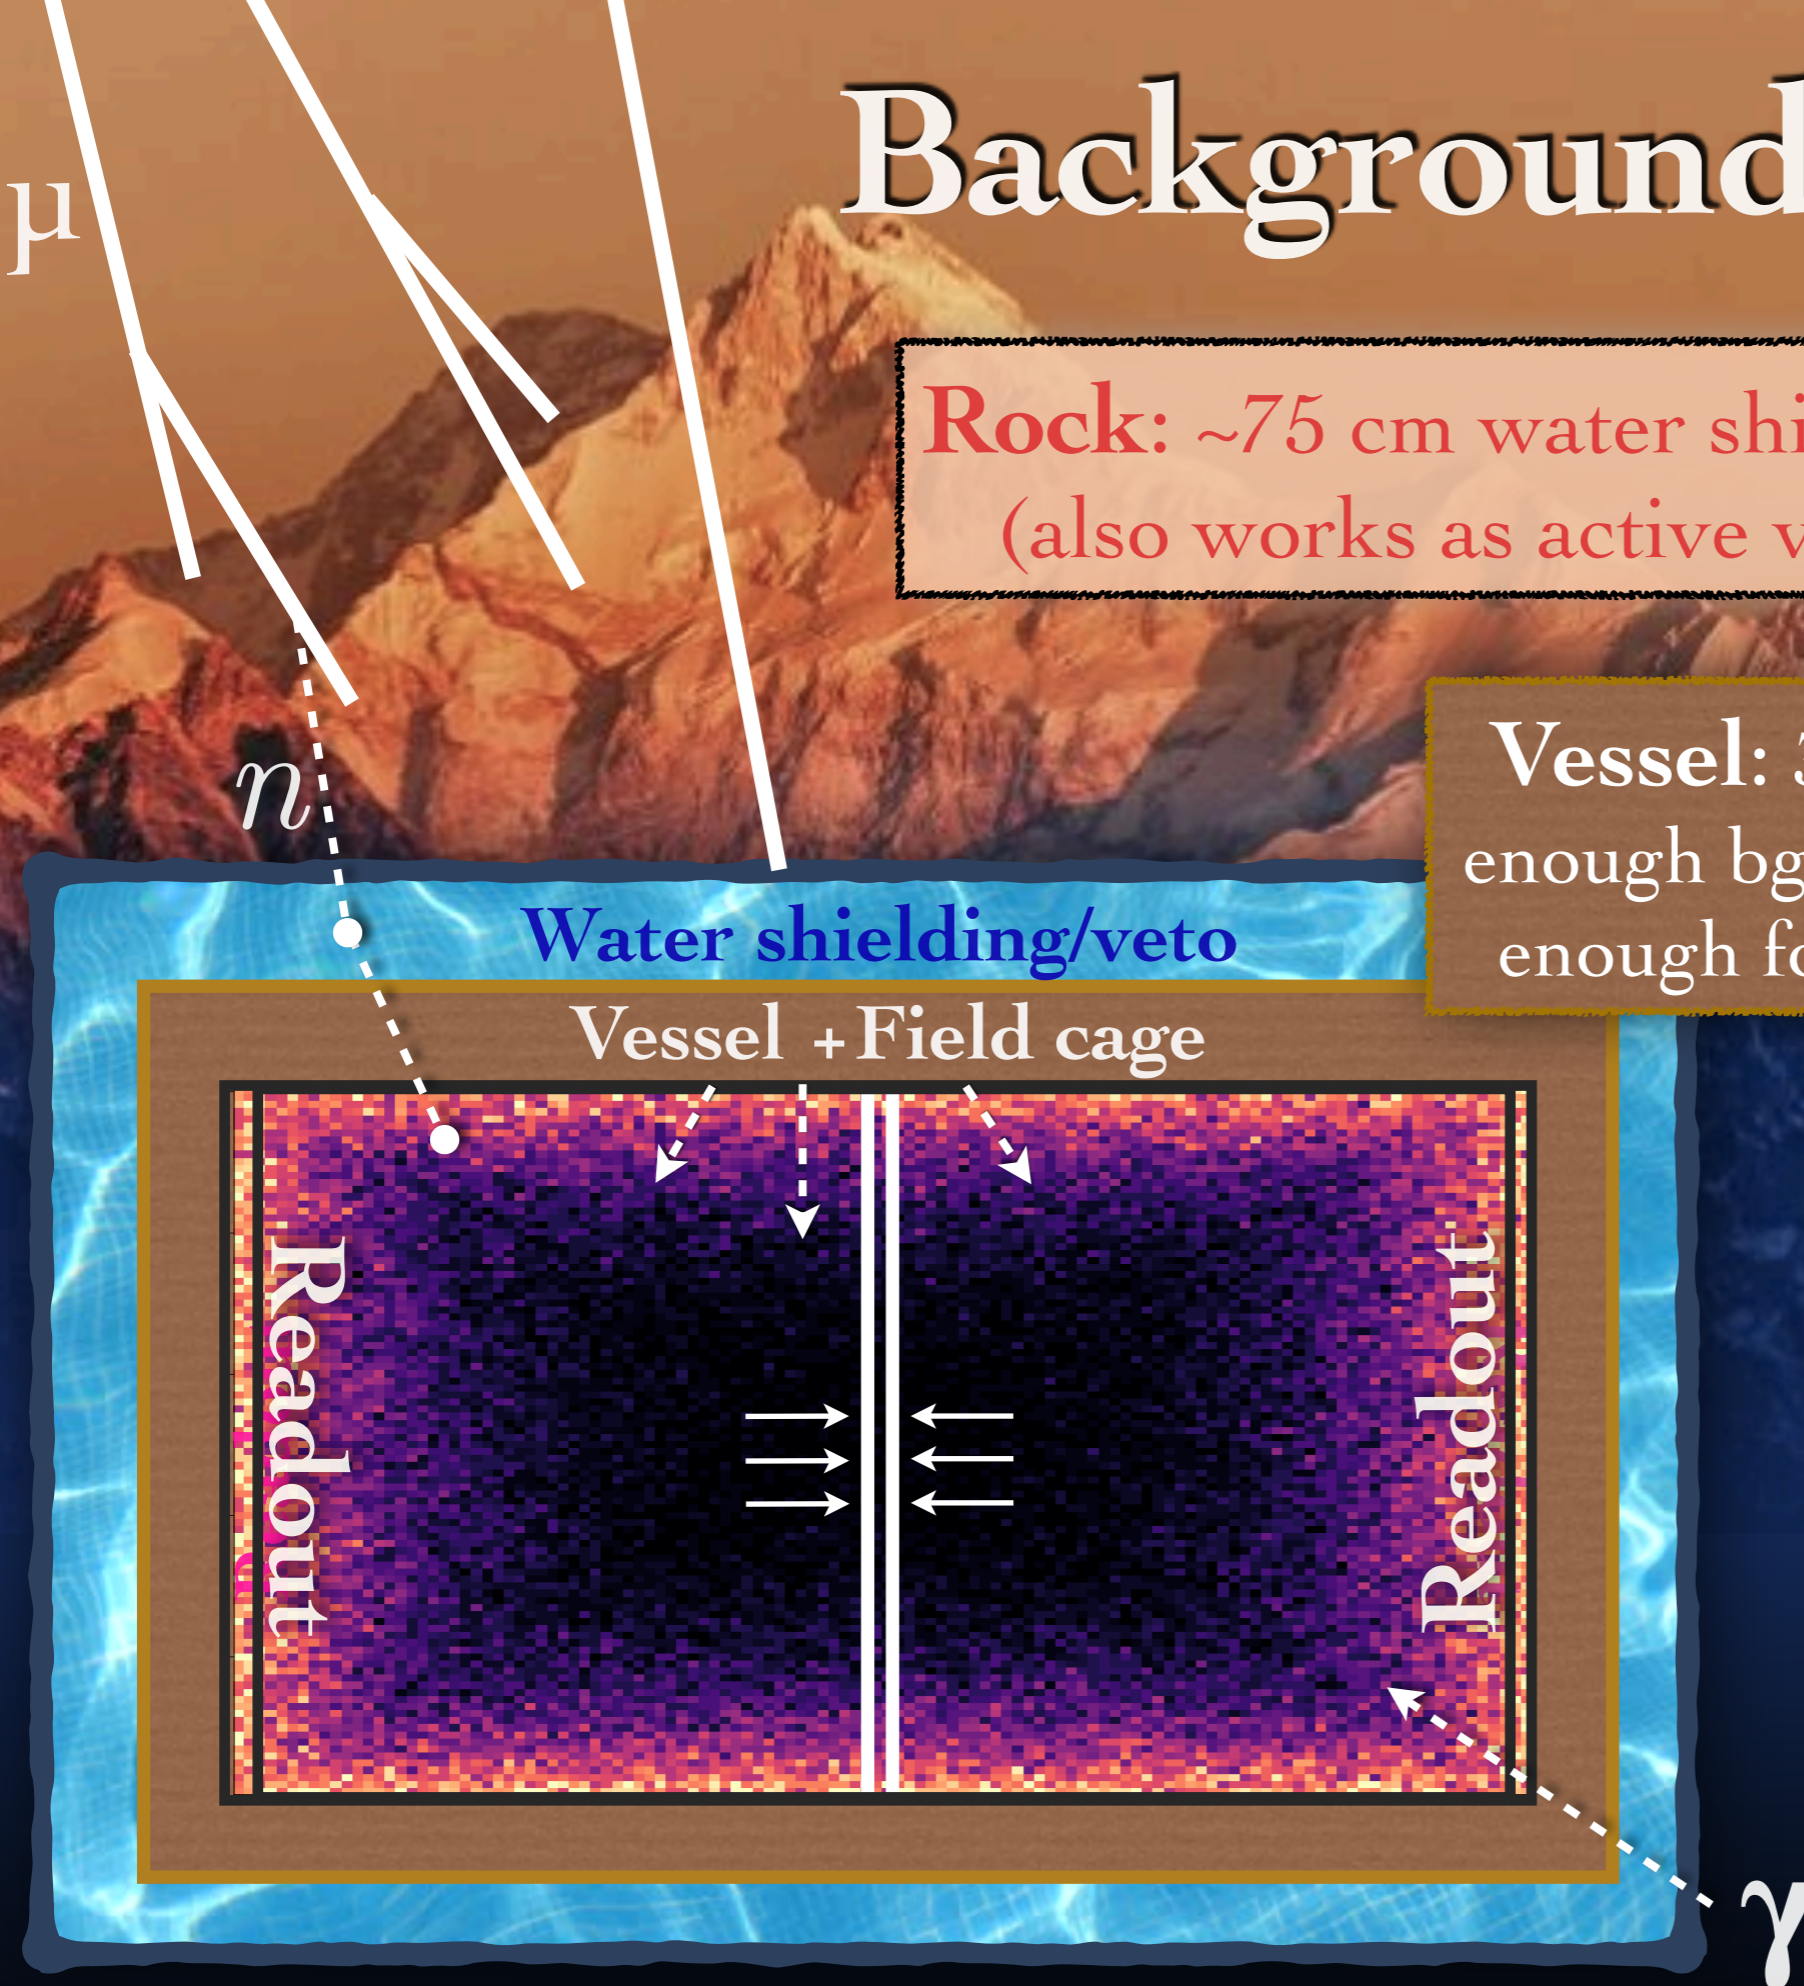 Background
µ
Rock: ~75 cm water shi
(also works as active v
Vessel: 3
enough bg
enough fo
n
Water shielding/veto
Vessel + Field cage
Readout
Readout
γ